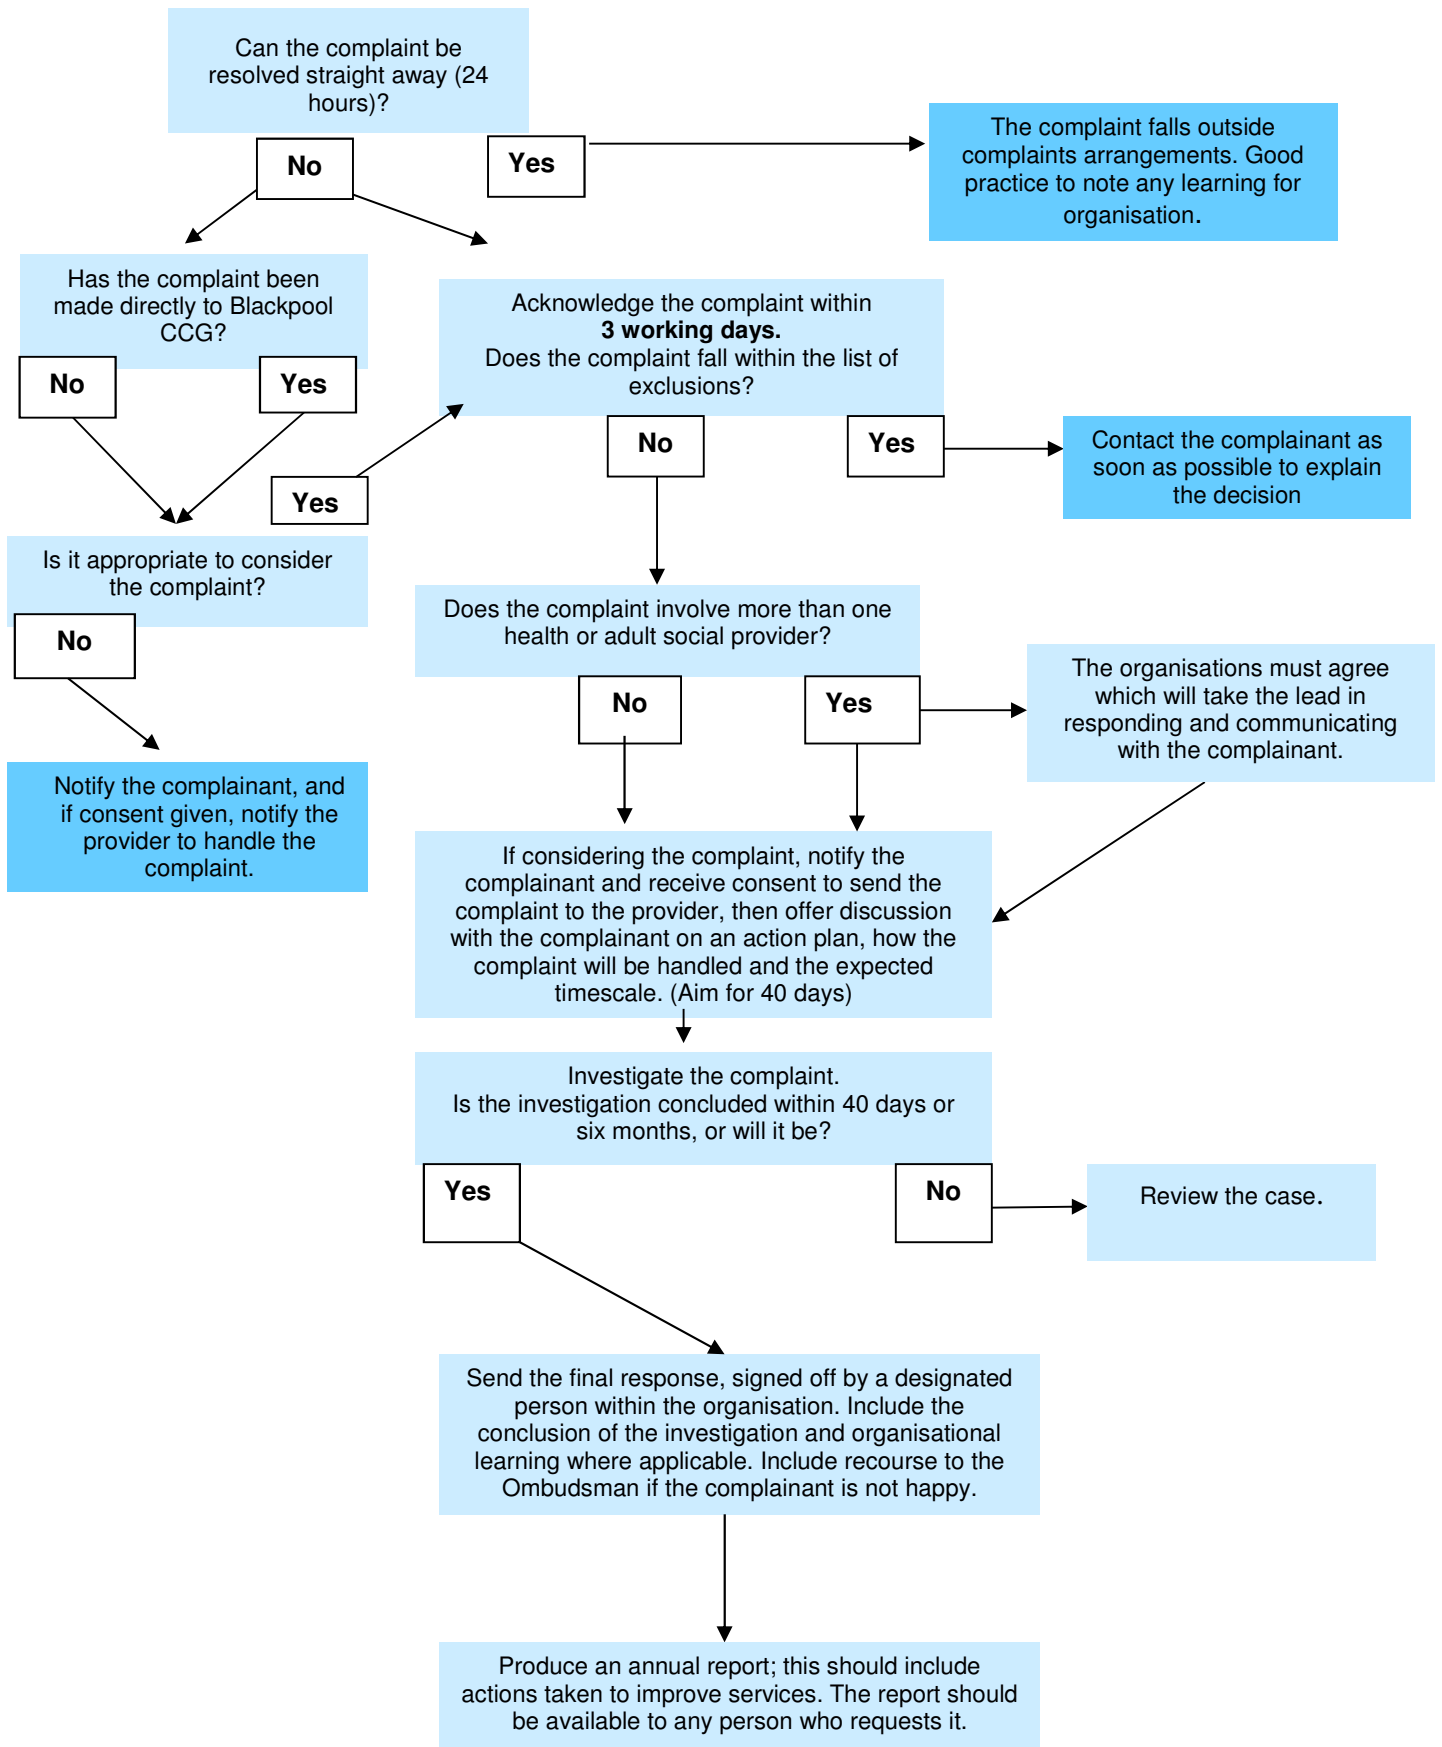 Can the complaint be
resolved straight away (24
hours)?
No
Yes
The complaint falls outside
complaints arrangements. Good
practice to note any learning for
organisation.
Has the complaint been
made directly to Blackpool
CCG?
No
Yes
Acknowledge the complaint within
3 working days.
Does the complaint fall within the list of
exclusions?
No
Yes
Contact the complainant as
soon as possible to explain
the decision
Yes
Is it appropriate to consider
the complaint?
No
Notify the complainant, and
if consent given, notify the
provider to handle the
complaint.
Does the complaint involve more than one
health or adult social provider?
No
Yes
The organisations must agree
which will take the lead in
responding and communicating
with the complainant.
If considering the complaint, notify the
complainant and receive consent to send the
complaint to the provider, then offer discussion
with the complainant on an action plan, how the
complaint will be handled and the expected
timescale. (Aim for 40 days)
Investigate the complaint.
Is the investigation concluded within 40 days or
six months, or will it be?
Yes
No
Review the case.
Send the final response, signed off by a designated
person within the organisation. Include the
conclusion of the investigation and organisational
learning where applicable. Include recourse to the
Ombudsman if the complainant is not happy.
Produce an annual report; this should include
actions taken to improve services. The report should
be available to any person who requests it.